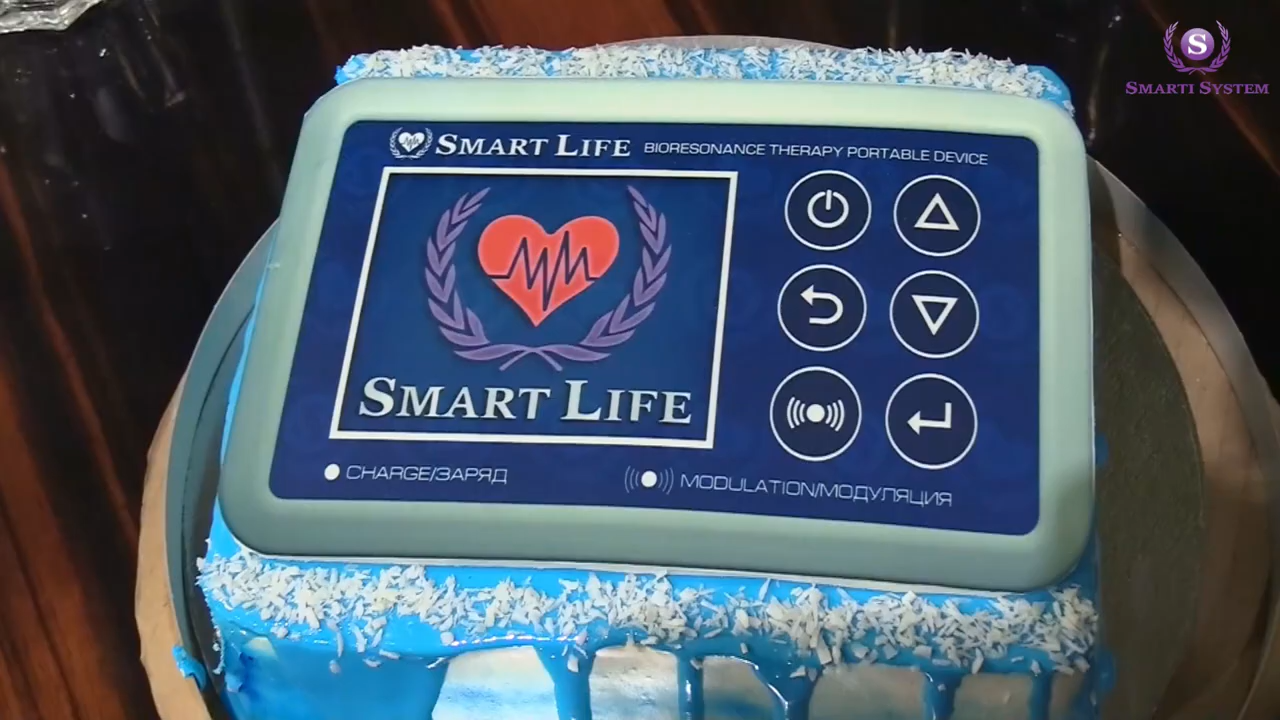 S
SMARTI SYSTEM
SMART LIFE BIORESONANCE THERAPY PORTABLE DEVICE
SMART LIFE
CHARGE/ЗАРЯД
MODULATION/МОДУЛЯЦИЯ